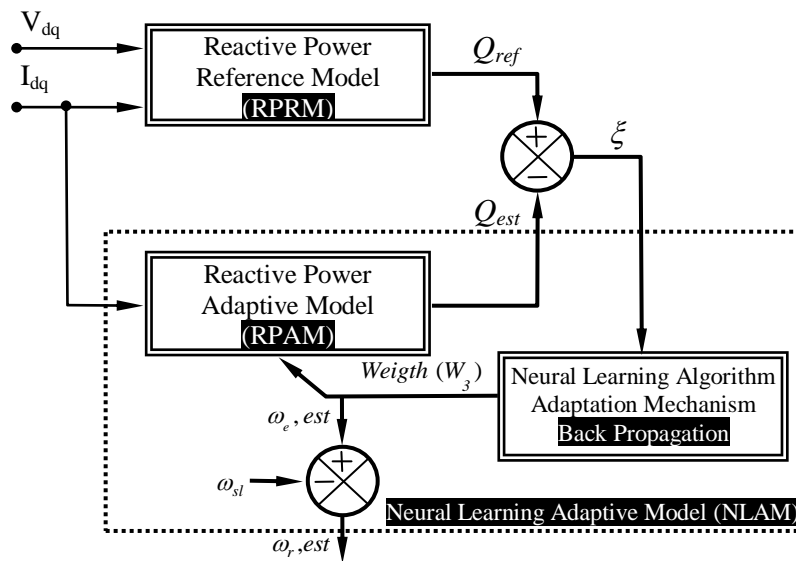 V_dq
I_dq
Reactive Power
Reference Model
(RPRM)
Q_ref
+
−
ξ
Q_est
Reactive Power
Adaptive Model
(RPAM)
Weigth (W_3)
Neural Learning Algorithm
Adaptation Mechanism
Back Propagation
ω_e, est
+
−
ω_sl
Neural Learning Adaptive Model (NLAM)
ω_r, est